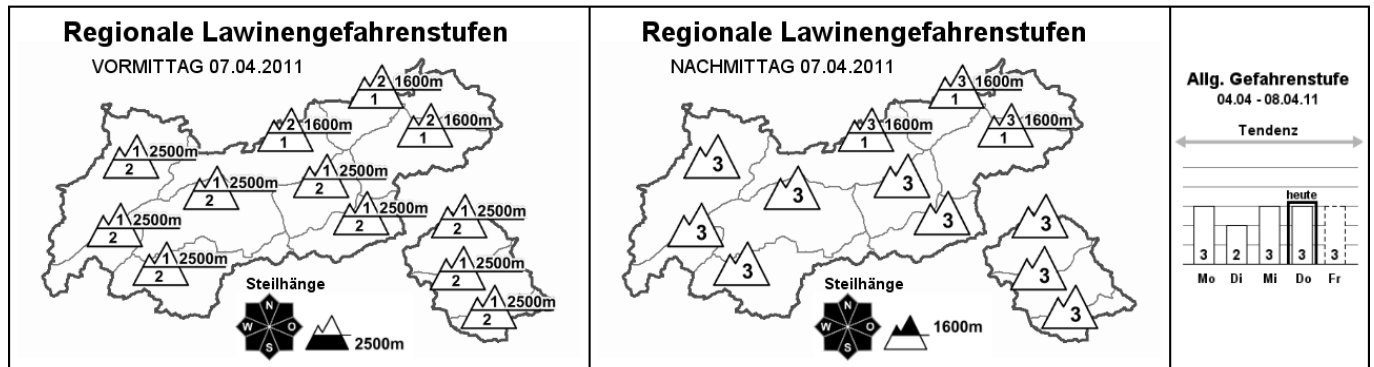 Regionale Lawinengefahrenstufen
VORMITTAG 07.04.2011
2 1600m
1
2 1600m
1
2 1600m
1
1 2500m
2
1 2500m
2
1 2500m
2
1 2500m
2
1 2500m
2
1 2500m
2
1 2500m
2
1 2500m
2
1 2500m
2
Steilhänge
N
W O
S
2500m
Regionale Lawinengefahrenstufen
NACHMITTAG 07.04.2011
3 1600m
1
3 1600m
1
3 1600m
1
3
3
3
3
3
3
3
3
3
Steilhänge
N
W O
S
1600m
Allg. Gefahrenstufe
04.04 - 08.04.11
Tendenz
heute
3 2 3 3 3
Mo Di Mi Do Fr